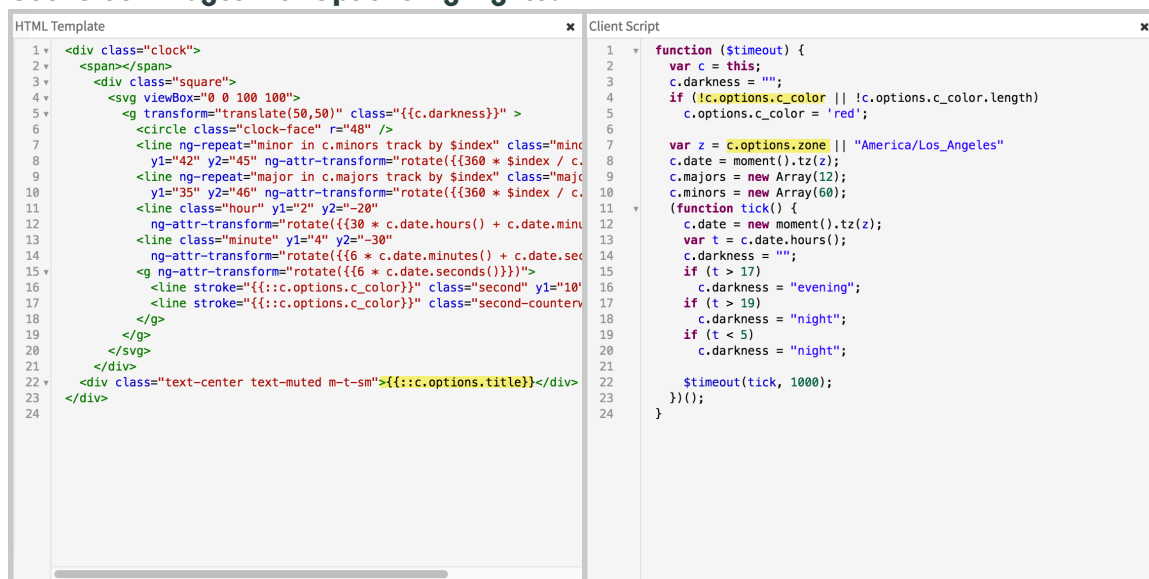 HTML Template
1 <div class="clock">
2 <span></span>
3 <div class="square">
4 <svg viewBox="0 0 100 100">
5 <g transform="translate(50,50)" class="{{c.darkness}}" >
6 <circle class="clock-face" r="48" />
7 <line ng-repeat="minor in c.minors track by $index" class="mino
8 y1="42" y2="45" ng-attr-transform="rotate({{360 * $index / c.
9 <line ng-repeat="major in c.majors track by $index" class="majo
10 y1="35" y2="46" ng-attr-transform="rotate({{360 * $index / c.
11 <line class="hour" y1="2" y2="-20"
12 ng-attr-transform="rotate({{30 * c.date.hours() + c.date.minu
13 <line class="minute" y1="4" y2="-30"
14 ng-attr-transform="rotate({{6 * c.date.minutes() + c.date.sec
15 <g ng-attr-transform="rotate({{6 * c.date.seconds()}})">
16 <line stroke="{{::c.options.c_color}}" class="second" y1="10"
17 <line stroke="{{::c.options.c_color}}" class="second-counterw
18 </g>
19 </g>
20 </svg>
21 </div>
22 <div class="text-center text-muted m-t-sm">{{::c.options.title}}</div>
23 </div>
24
Client Script
1 function ($timeout) {
2 var c = this;
3 c.darkness = "";
4 if (!c.options.c_color || !c.options.c_color.length)
5 c.options.c_color = 'red';
6
7 var z = c.options.zone || "America/Los_Angeles"
8 c.date = moment().tz(z);
9 c.majors = new Array(12);
10 c.minors = new Array(60);
11 (function tick() {
12 c.date = new moment().tz(z);
13 var t = c.date.hours();
14 c.darkness = "";
15 if (t > 17)
16 c.darkness = "evening";
17 if (t > 19)
18 c.darkness = "night";
19 if (t < 5)
20 c.darkness = "night";
21
22 $timeout(tick, 1000);
23 })();
24 }